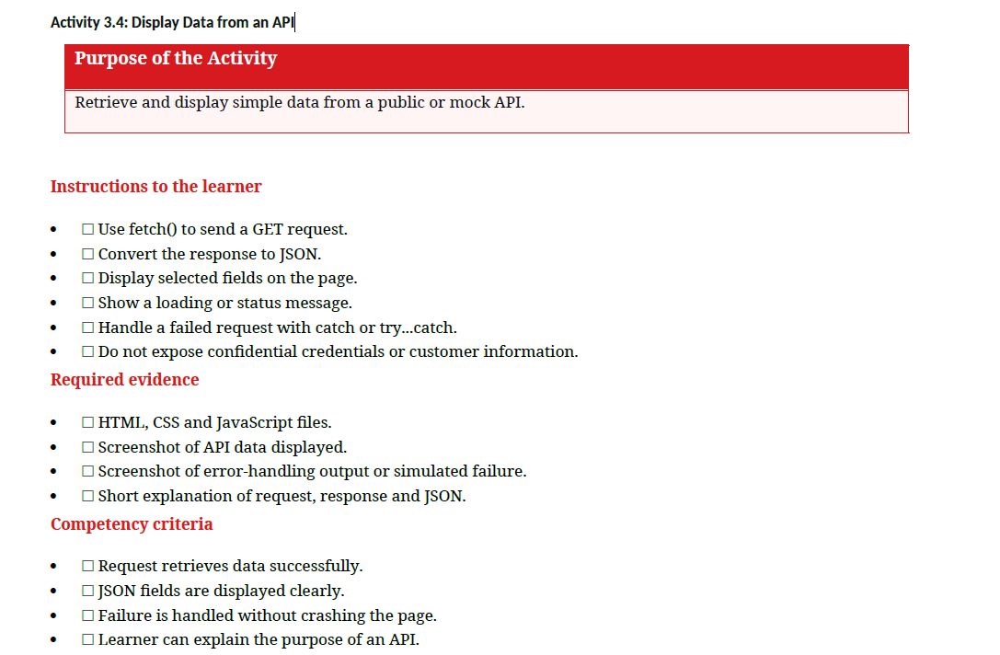 Activity 3.4: Display Data from an API
Purpose of the Activity
Retrieve and display simple data from a public or mock API.
Instructions to the learner
• ☐ Use fetch() to send a GET request.
• ☐ Convert the response to JSON.
• ☐ Display selected fields on the page.
• ☐ Show a loading or status message.
• ☐ Handle a failed request with catch or try...catch.
• ☐ Do not expose confidential credentials or customer information.
Required evidence
• ☐ HTML, CSS and JavaScript files.
• ☐ Screenshot of API data displayed.
• ☐ Screenshot of error-handling output or simulated failure.
• ☐ Short explanation of request, response and JSON.
Competency criteria
• ☐ Request retrieves data successfully.
• ☐ JSON fields are displayed clearly.
• ☐ Failure is handled without crashing the page.
• ☐ Learner can explain the purpose of an API.